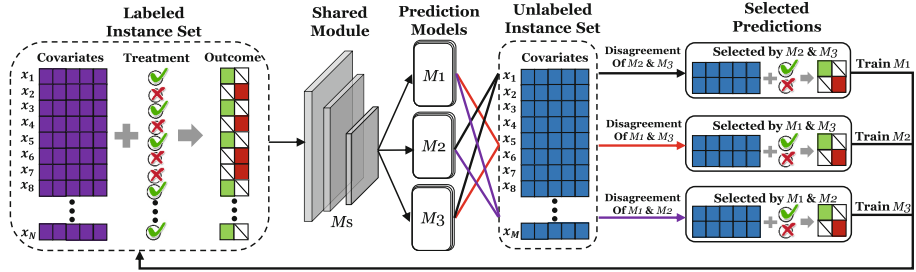 Labeled
Instance Set
Covariates Treatment Outcome
x1
x2
x3
x4
x5
x6
x7
x8
xN
Shared
Module
Ms
Prediction
Models
M1
M2
M3
Unlabeled
Instance Set
Covariates
x1
x2
x3
x4
x5
x6
x7
x8
xM
Disagreement
Of M2 & M3
Disagreement
Of M1 & M3
Disagreement
Of M1 & M2
Selected
Predictions
Selected by M2 & M3
Selected by M1 & M3
Selected by M1 & M2
Train M1
Train M2
Train M3